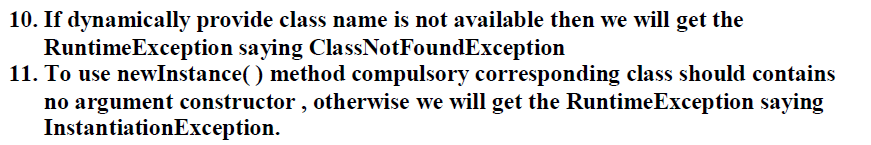 10. If dynamically provide class name is not available then we will get the
RuntimeException saying ClassNotFoundException
11. To use newInstance( ) method compulsory corresponding class should contains
no argument constructor , otherwise we will get the RuntimeException saying
InstantiationException.